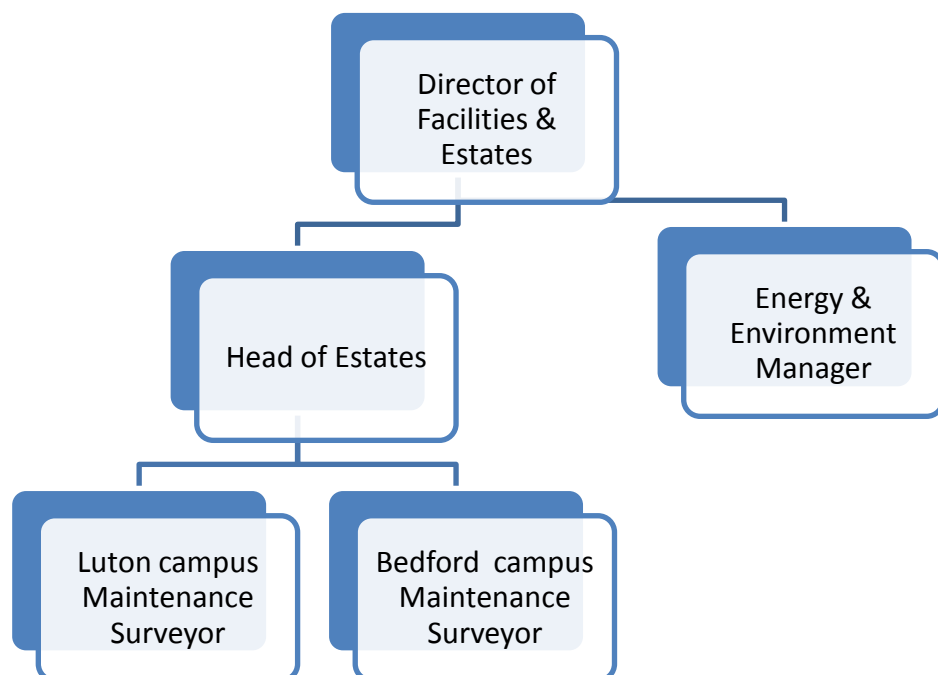 Director of
Facilities &
Estates
Head of Estates
Energy &
Environment
Manager
Luton campus
Maintenance
Surveyor
Bedford  campus
Maintenance
Surveyor